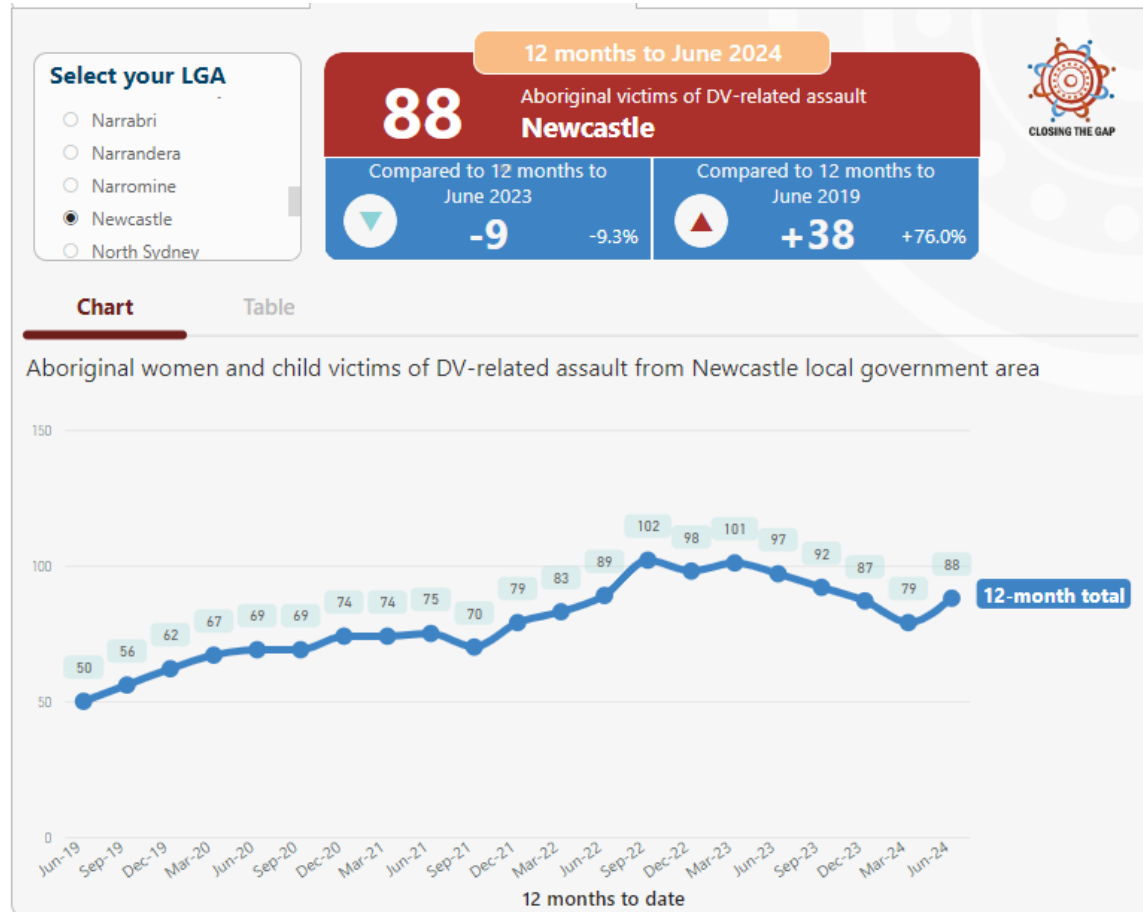 Select your LGA
Narrabri
Narrandera
Narromine
Newcastle
North Sydney
12 months to June 2024
88
Aboriginal victims of DV-related assault
Newcastle
Compared to 12 months to
June 2023
-9
-9.3%
Compared to 12 months to
June 2019
+38
+76.0%
CLOSING THE GAP
Chart
Table
Aboriginal women and child victims of DV-related assault from Newcastle local government area
150
100
50
0
50
56
62
67
69
69
74
74
75
70
79
83
89
102
98
101
97
92
87
79
88
12-month total
Jun-19
Sep-19
Dec-19
Mar-20
Jun-20
Sep-20
Dec-20
Mar-21
Jun-21
Sep-21
Dec-21
Mar-22
Jun-22
Sep-22
Dec-22
Mar-23
Jun-23
Sep-23
Dec-23
Mar-24
Jun-24
12 months to date